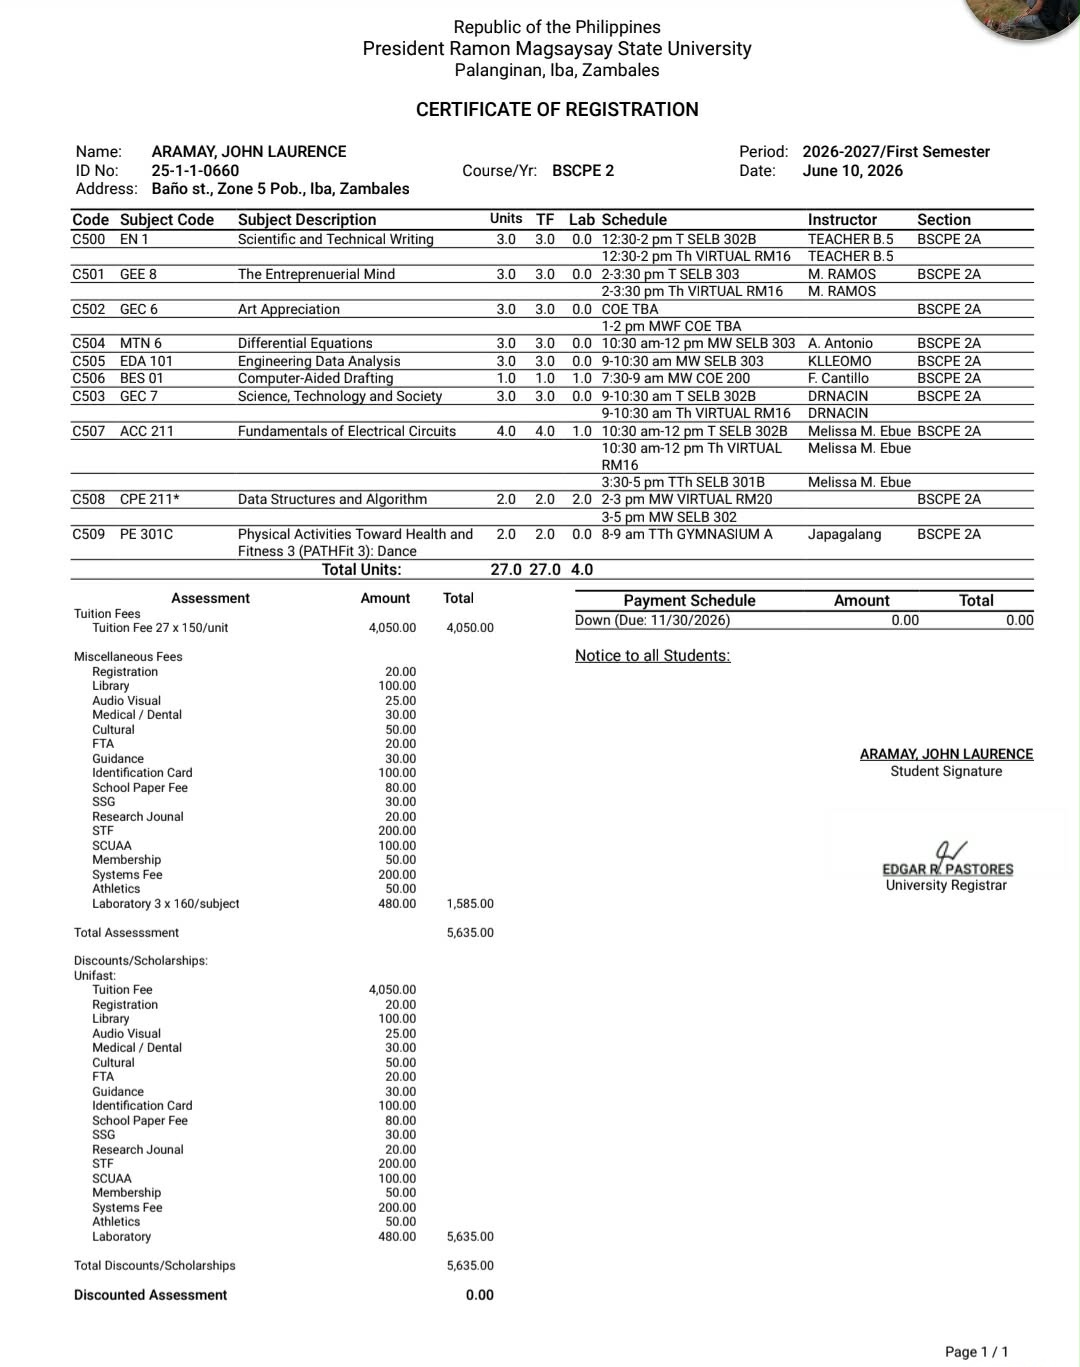 Republic of the Philippines
President Ramon Magsaysay State University
Palanginan, Iba, Zambales
CERTIFICATE OF REGISTRATION
Name: ARAMAY, JOHN LAURENCE Period: 2026-2027/First Semester
ID No: 25-1-1-0660 Course/Yr: BSCPE 2 Date: June 10, 2026
Address: Baño st., Zone 5 Pob., Iba, Zambales
Code Subject Code Subject Description Units TF Lab Schedule Instructor Section
C500 EN 1 Scientific and Technical Writing 3.0 3.0 0.0 12:30-2 pm T SELB 302B TEACHER B.5 BSCPE 2A
12:30-2 pm Th VIRTUAL RM16 TEACHER B.5
C501 GEE 8 The Entreprenuerial Mind 3.0 3.0 0.0 2-3:30 pm T SELB 303 M. RAMOS BSCPE 2A
2-3:30 pm Th VIRTUAL RM16 M. RAMOS
C502 GEC 6 Art Appreciation 3.0 3.0 0.0 COE TBA BSCPE 2A
1-2 pm MWF COE TBA
C504 MTN 6 Differential Equations 3.0 3.0 0.0 10:30 am-12 pm MW SELB 303 A. Antonio BSCPE 2A
C505 EDA 101 Engineering Data Analysis 3.0 3.0 0.0 9-10:30 am MW SELB 303 KLLEOMO BSCPE 2A
C506 BES 01 Computer-Aided Drafting 1.0 1.0 1.0 7:30-9 am MW COE 200 F. Cantillo BSCPE 2A
C503 GEC 7 Science, Technology and Society 3.0 3.0 0.0 9-10:30 am T SELB 302B DRNACIN BSCPE 2A
9-10:30 am Th VIRTUAL RM16 DRNACIN
C507 ACC 211 Fundamentals of Electrical Circuits 4.0 4.0 1.0 10:30 am-12 pm T SELB 302B Melissa M. Ebue BSCPE 2A
10:30 am-12 pm Th VIRTUAL Melissa M. Ebue
RM16
3:30-5 pm TTh SELB 301B Melissa M. Ebue
C508 CPE 211* Data Structures and Algorithm 2.0 2.0 2.0 2-3 pm MW VIRTUAL RM20 BSCPE 2A
3-5 pm MW SELB 302
C509 PE 301C Physical Activities Toward Health and 2.0 2.0 0.0 8-9 am TTh GYMNASIUM A Japagalang BSCPE 2A
Fitness 3 (PATHFit 3): Dance
Total Units: 27.0 27.0 4.0
Assessment Amount Total
Tuition Fees
Tuition Fee 27 x 150/unit 4,050.00 4,050.00
Miscellaneous Fees
Registration 20.00
Library 100.00
Audio Visual 25.00
Medical / Dental 30.00
Cultural 50.00
FTA 20.00
Guidance 30.00
Identification Card 100.00
School Paper Fee 80.00
SSG 30.00
Research Jounal 20.00
STF 200.00
SCUAA 100.00
Membership 50.00
Systems Fee 200.00
Athletics 50.00
Laboratory 3 x 160/subject 480.00 1,585.00
Total Assesssment 5,635.00
Discounts/Scholarships:
Unifast:
Tuition Fee 4,050.00
Registration 20.00
Library 100.00
Audio Visual 25.00
Medical / Dental 30.00
Cultural 50.00
FTA 20.00
Guidance 30.00
Identification Card 100.00
School Paper Fee 80.00
SSG 30.00
Research Jounal 20.00
STF 200.00
SCUAA 100.00
Membership 50.00
Systems Fee 200.00
Athletics 50.00
Laboratory 480.00 5,635.00
Total Discounts/Scholarships 5,635.00
Discounted Assessment 0.00
Payment Schedule Amount Total
Down (Due: 11/30/2026) 0.00 0.00
Notice to all Students:
ARAMAY, JOHN LAURENCE
Student Signature
EDGAR R. PASTORES
University Registrar
Page 1 / 1